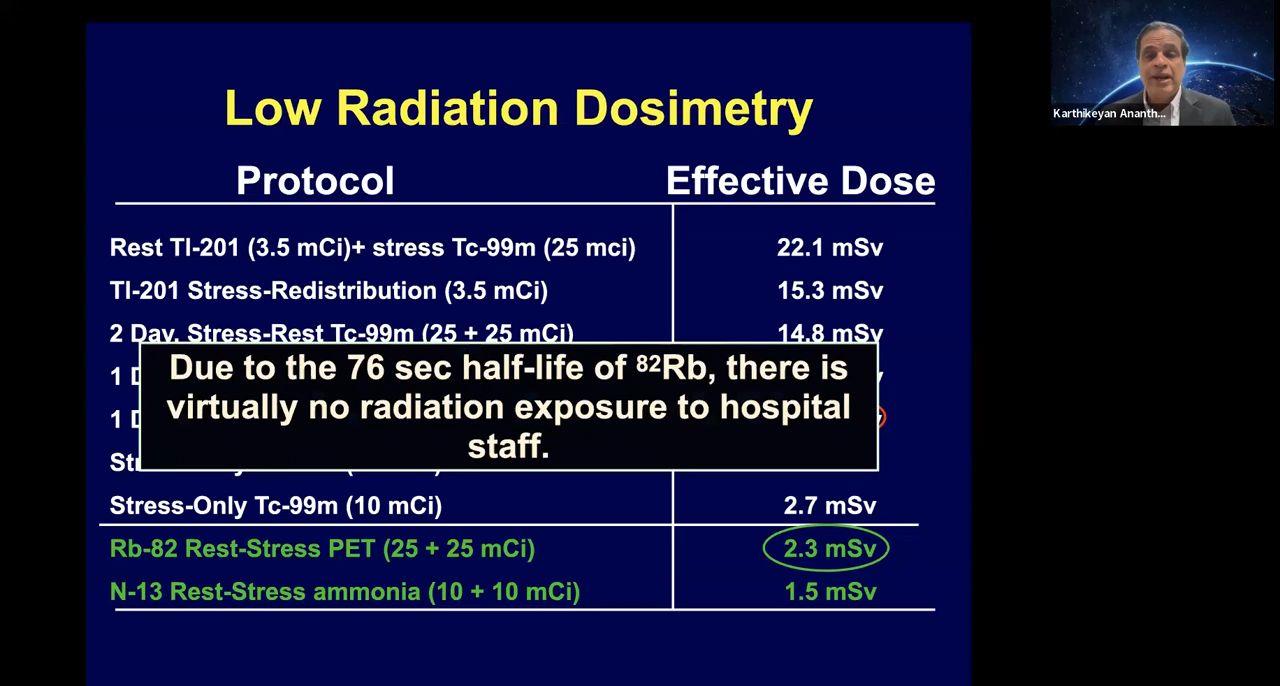 Low Radiation Dosimetry
Protocol
Effective Dose
Rest Tl-201 (3.5 mCi)+ stress Tc-99m (25 mci)
22.1 mSv
Tl-201 Stress-Redistribution (3.5 mCi)
15.3 mSv
2 Day. Stress-Rest Tc-99m (25 + 25 mCi)
14.8 mSv
1
1
Due to the 76 sec half-life of ⁸²Rb, there is
virtually no radiation exposure to hospital
staff.
Stress-Only Tc-99m (10 mCi)
2.7 mSv
Rb-82 Rest-Stress PET (25 + 25 mCi)
2.3 mSv
N-13 Rest-Stress ammonia (10 + 10 mCi)
1.5 mSv
Karthikeyan Ananth...